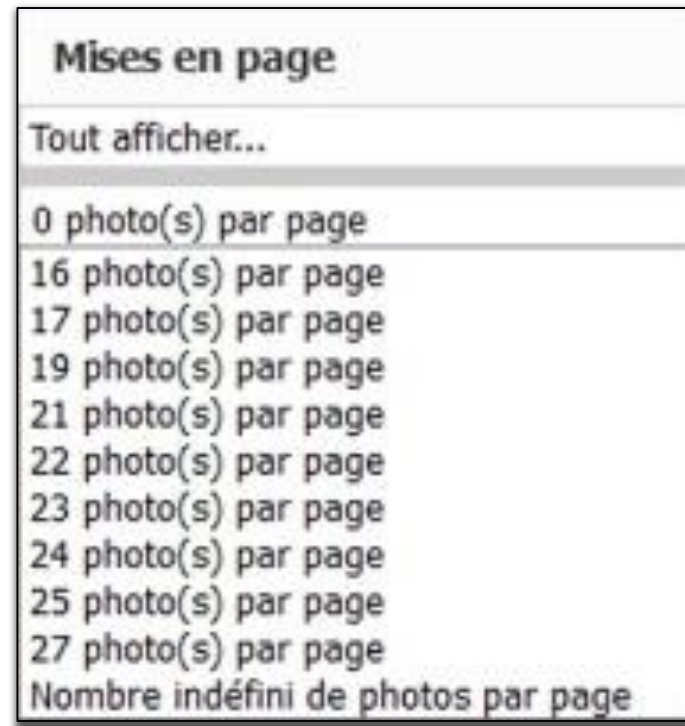 Mises en page
Tout afficher...
0 photo(s) par page
16 photo(s) par page
17 photo(s) par page
19 photo(s) par page
21 photo(s) par page
22 photo(s) par page
23 photo(s) par page
24 photo(s) par page
25 photo(s) par page
27 photo(s) par page
Nombre indéfini de photos par page